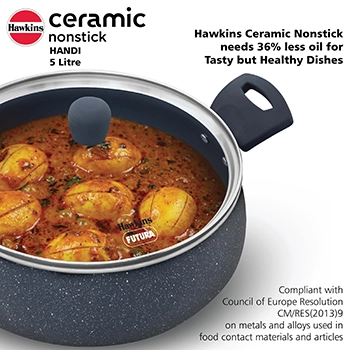 Hawkins
ceramic
nonstick
HANDI
5 Litre
Hawkins Ceramic Nonstick
needs 36% less oil for
Tasty but Healthy Dishes
Hawkins
FUTURA
Compliant with
Council of Europe Resolution
CM/RES(2013)9
on metals and alloys used in
food contact materials and articles